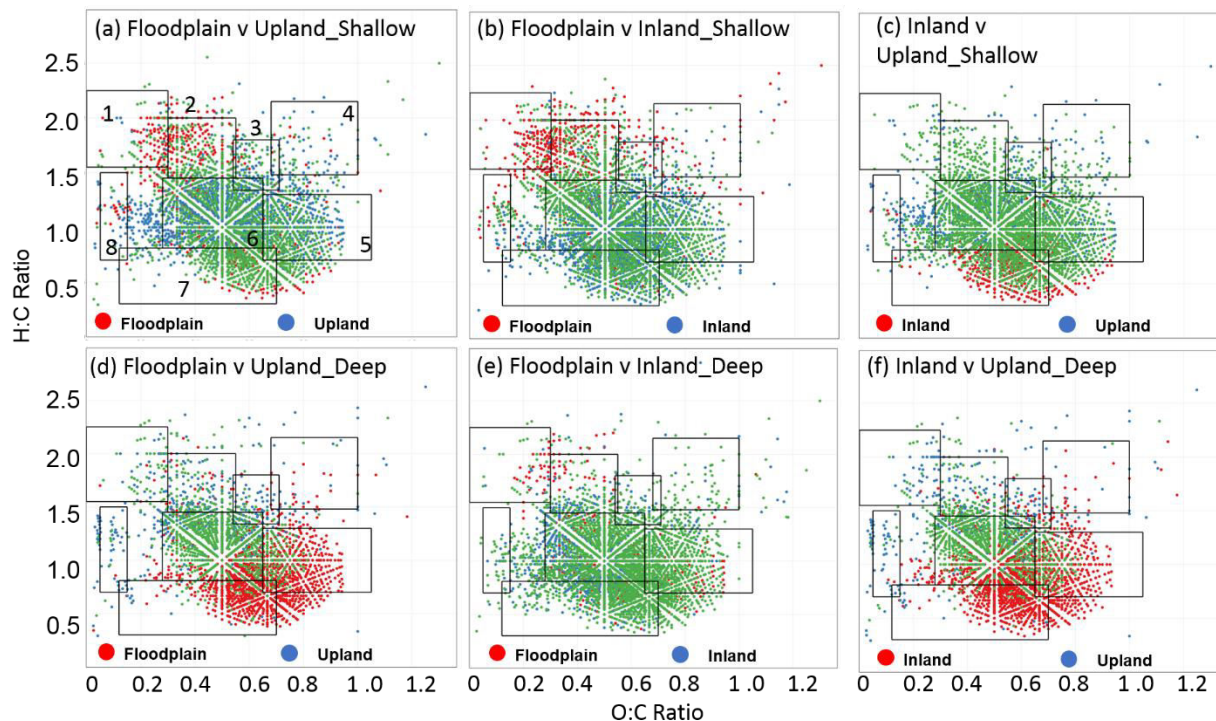 (a) Floodplain v Upland_Shallow
(b) Floodplain v Inland_Shallow
(c) Inland v
Upland_Shallow
2.5
2.0
1.5
1.0
0.5
1
2
3
4
5
6
7
8
Floodplain
Upland
Floodplain
Inland
Inland
Upland
H:C Ratio
(d) Floodplain v Upland_Deep
(e) Floodplain v Inland_Deep
(f) Inland v Upland_Deep
2.5
2.0
1.5
1.0
0.5
Floodplain
Upland
Floodplain
Inland
Inland
Upland
0 0.2 0.4 0.6 0.8 1.0 1.2
0 0.2 0.4 0.6 0.8 1.0 1.2
0 0.2 0.4 0.6 0.8 1.0 1.2
O:C Ratio